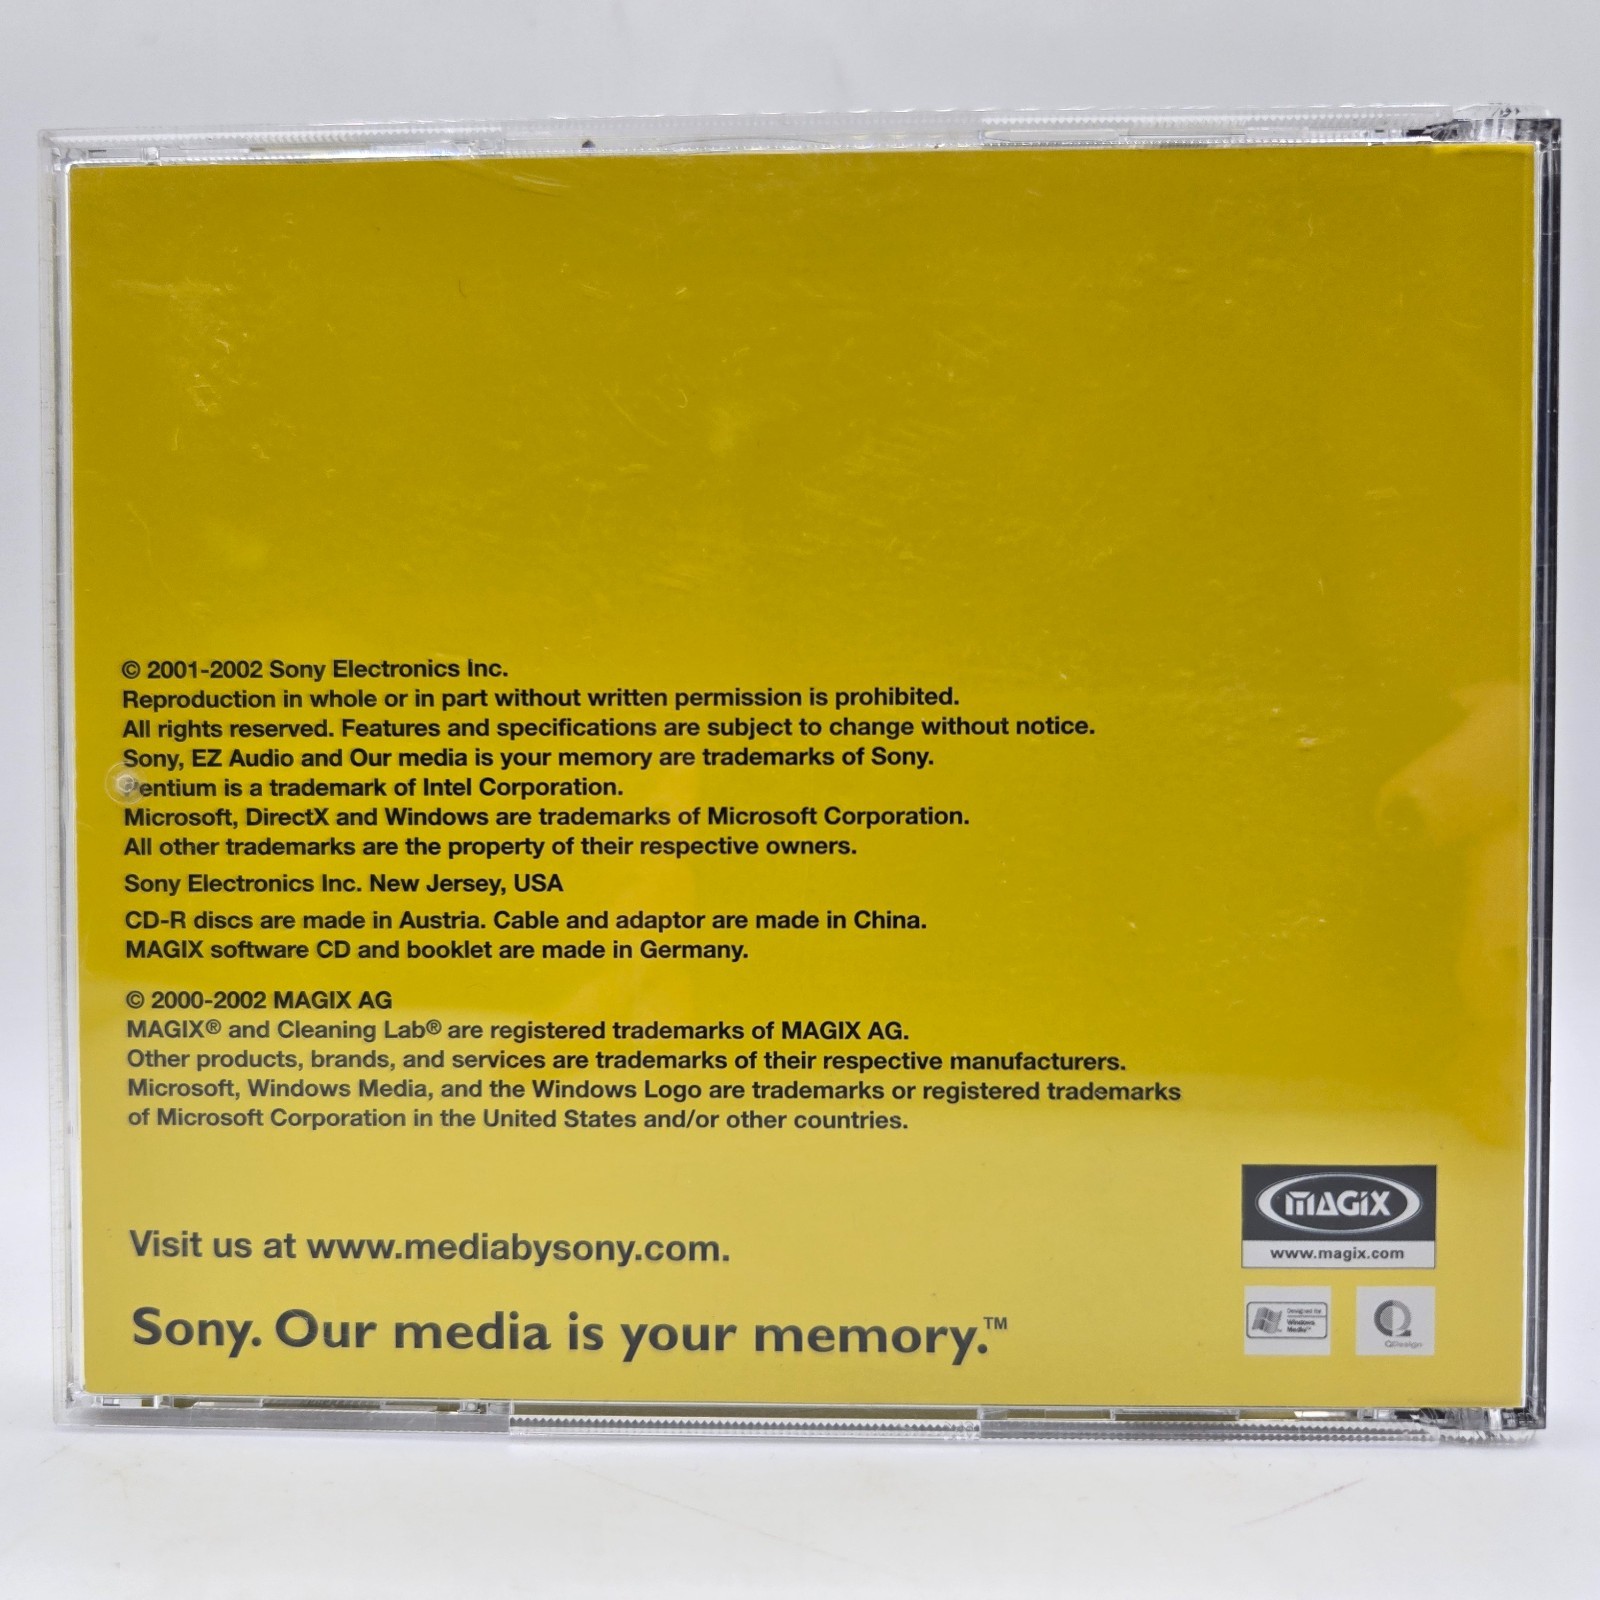 © 2001-2002 Sony Electronics Inc.
Reproduction in whole or in part without written permission is prohibited.
All rights reserved. Features and specifications are subject to change without notice.
Sony, EZ Audio and Our media is your memory are trademarks of Sony.
Pentium is a trademark of Intel Corporation.
Microsoft, DirectX and Windows are trademarks of Microsoft Corporation.
All other trademarks are the property of their respective owners.
Sony Electronics Inc. New Jersey, USA
CD-R discs are made in Austria. Cable and adaptor are made in China.
MAGIX software CD and booklet are made in Germany.
© 2000-2002 MAGIX AG
MAGIX® and Cleaning Lab® are registered trademarks of MAGIX AG.
Other products, brands, and services are trademarks of their respective manufacturers.
Microsoft, Windows Media, and the Windows Logo are trademarks or registered trademarks
of Microsoft Corporation in the United States and/or other countries.
Visit us at www.mediabysony.com.
Sony. Our media is your memory.™
MAGIX
www.magix.com
Designed for
Windows
Media™
QDesign